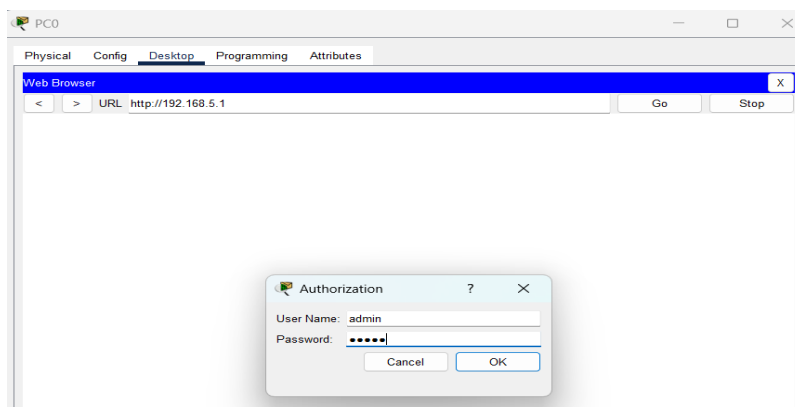 PC0
Physical Config Desktop Programming Attributes
Web Browser X
< > URL http://192.168.5.1 Go Stop
Authorization ?
User Name: admin
Password: •••••
Cancel OK